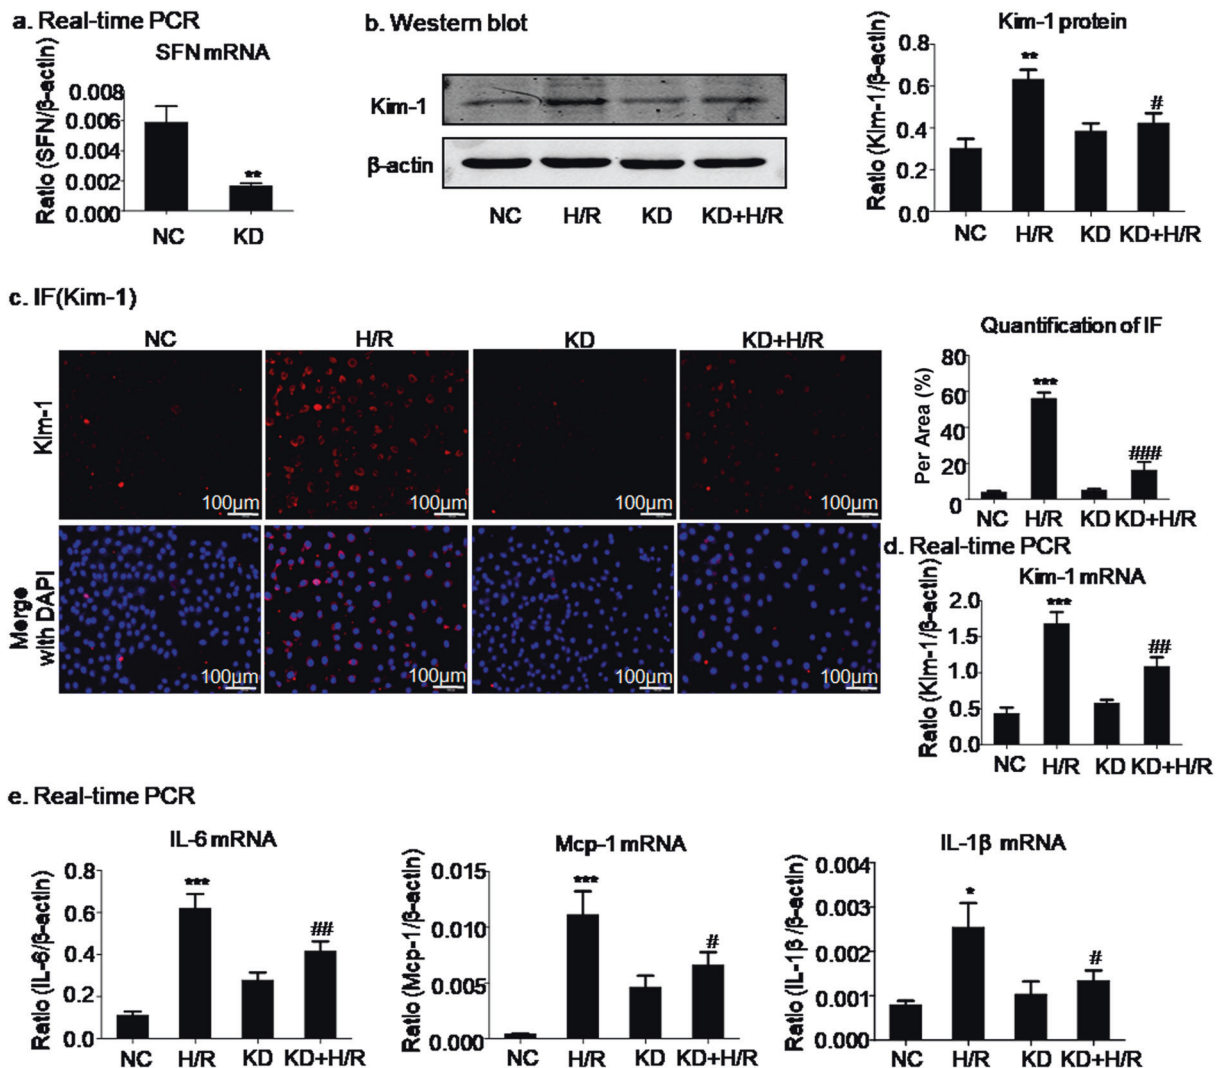 a. Real-time PCR
SFN mRNA
Ratio (SFN/β-actin)
0.008
0.006
0.004
0.002
0.000
**
NC KD
b. Western blot
Kim-1
β-actin
NC H/R KD KD+H/R
Kim-1 protein
Ratio (Kim-1/β-actin)
0.8
0.6
0.4
0.2
0.0
**
#
NC H/R KD KD+H/R
c. IF(Kim-1)
NC H/R KD KD+H/R
Kim-1
100μm 100μm 100μm 100μm
Merge
with DAPI
100μm 100μm 100μm 100μm
Quantification of IF
Per Area (%)
80
60
40
20
0
***
###
NC H/R KD KD+H/R
d. Real-time PCR
Kim-1 mRNA
Ratio (Kim-1/β-actin)
2.0
1.5
1.0
0.5
0.0
***
##
NC H/R KD KD+H/R
e. Real-time PCR
IL-6 mRNA
Ratio (IL-6/β-actin)
0.8
0.6
0.4
0.2
0.0
***
##
NC H/R KD KD+H/R
Mcp-1 mRNA
Ratio (Mcp-1/β-actin)
0.015
0.010
0.005
0.000
***
#
NC H/R KD KD+H/R
IL-1β mRNA
Ratio (IL-1β/β-actin)
0.004
0.003
0.002
0.001
0.000
*
#
NC H/R KD KD+H/R